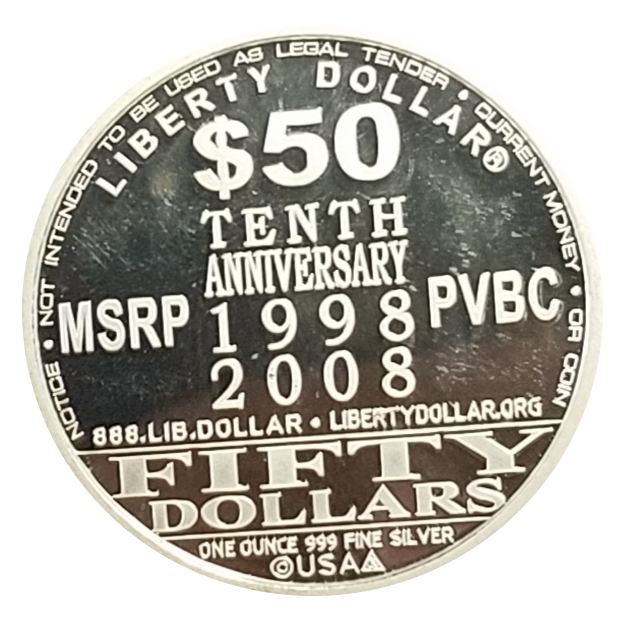 NOTICE • NOT INTENDED TO BE USED AS LEGAL TENDER • CURRENT MONEY • OR COIN
LIBERTY DOLLAR®
$50
TENTH
ANNIVERSARY
MSRP 1998 PVBC
2008
888.LIB.DOLLAR • LIBERTYDOLLAR.ORG
FIFTY
DOLLARS
ONE OUNCE 999 FINE SILVER
©USA